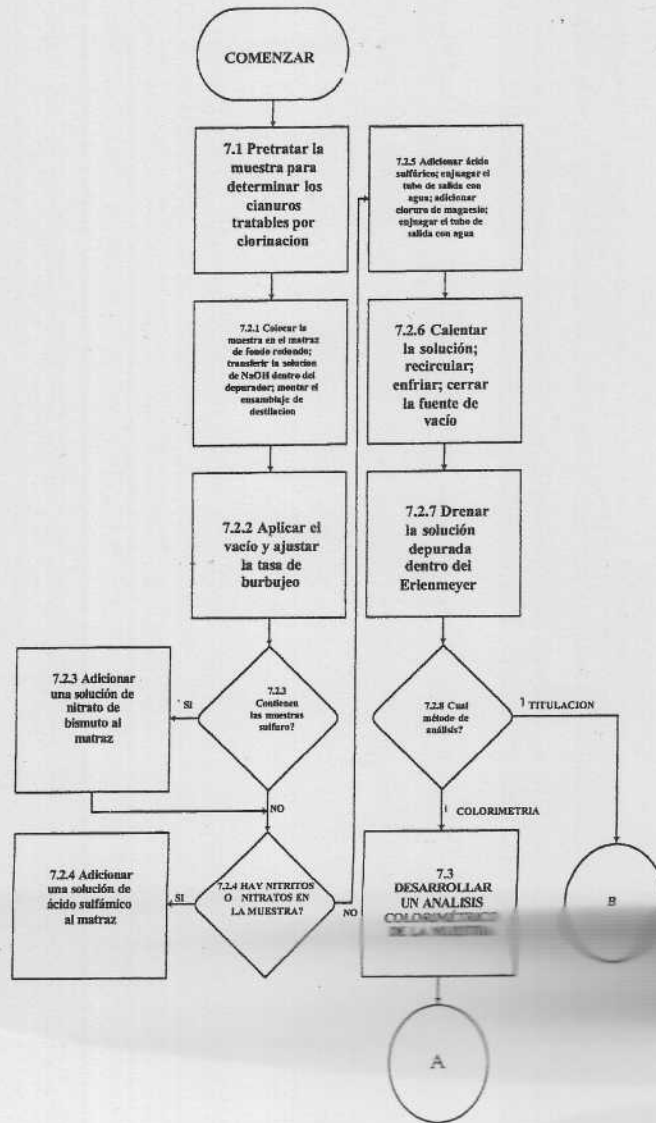 COMENZAR
7.1 Pretratar la
muestra para
determinar los
cianuros
tratables por
clorinacion
7.2.1 Colocar la
muestra en el matraz
de fondo redondo;
transferir la solucion
de NaOH dentro del
depurador; montar el
ensamblaje de
destilacion
7.2.2 Aplicar el
vacío y ajustar
la tasa de
burbujeo
7.2.3
Contienen
las muestras
sulfuro?
SI
7.2.3 Adicionar
una solución de
nitrato de
bismuto al
matraz
NO
7.2.4 HAY NITRITOS
O NITRATOS EN
LA MUESTRA?
SI
7.2.4 Adicionar
una solución de
ácido sulfámico
al matraz
NO
7.2.5 Adicionar ácido
sulfúrico; enjuagar el
tubo de salida con
agua; adicionar
cloruro de magnesio;
enjuagar el tubo de
salida con agua
7.2.6 Calentar
la solución;
recircular;
enfriar; cerrar
la fuente de
vacío
7.2.7 Drenar
la solución
depurada
dentro del
Erlenmeyer
7.2.8 Cual
método de
análisis?
TITULACION
COLORIMETRIA
7.3
DESARROLLAR
UN ANALISIS
COLORIMÉTRICO
DE LA MUESTRA
B
A